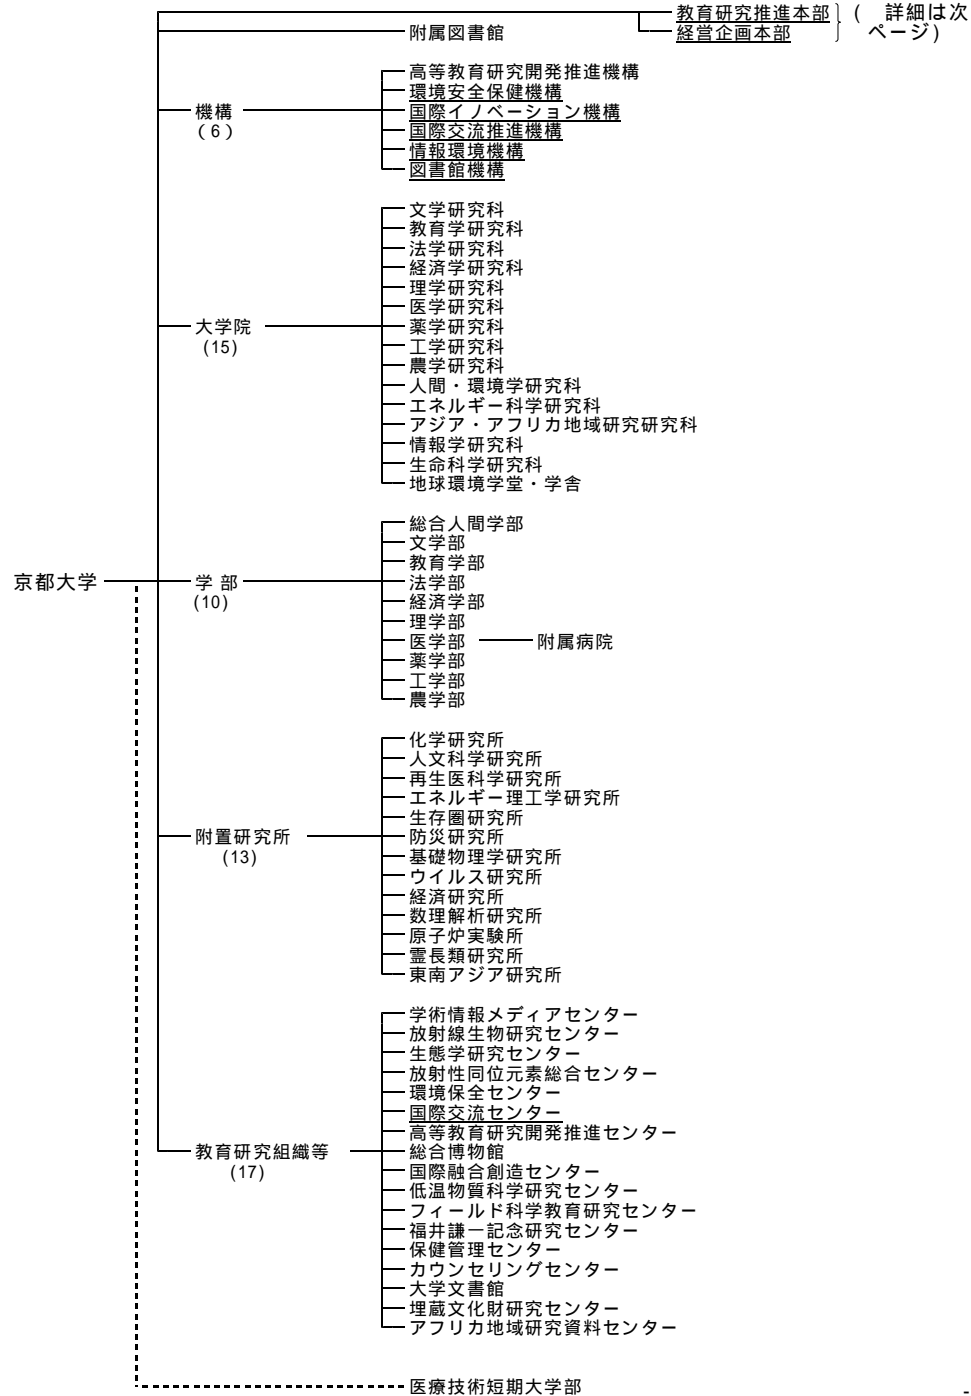 教育研究推進本部 ( 詳細は次
経営企画本部 ページ)
附属図書館
機構
(6)
高等教育研究開発推進機構
環境安全保健機構
国際イノベーション機構
国際交流推進機構
情報環境機構
図書館機構
大学院
(15)
文学研究科
教育学研究科
法学研究科
経済学研究科
理学研究科
医学研究科
薬学研究科
工学研究科
農学研究科
人間・環境学研究科
エネルギー科学研究科
アジア・アフリカ地域研究研究科
情報学研究科
生命科学研究科
地球環境学堂・学舎
京都大学
学 部
(10)
総合人間学部
文学部
教育学部
法学部
経済学部
理学部
医学部 附属病院
薬学部
工学部
農学部
附置研究所
(13)
化学研究所
人文科学研究所
再生医科学研究所
エネルギー理工学研究所
生存圏研究所
防災研究所
基礎物理学研究所
ウイルス研究所
経済研究所
数理解析研究所
原子炉実験所
霊長類研究所
東南アジア研究所
教育研究組織等
(17)
学術情報メディアセンター
放射線生物研究センター
生態学研究センター
放射性同位元素総合センター
環境保全センター
国際交流センター
高等教育研究開発推進センター
総合博物館
国際融合創造センター
低温物質科学研究センター
フィールド科学教育研究センター
福井謙一記念研究センター
保健管理センター
カウンセリングセンター
大学文書館
埋蔵文化財研究センター
アフリカ地域研究資料センター
医療技術短期大学部